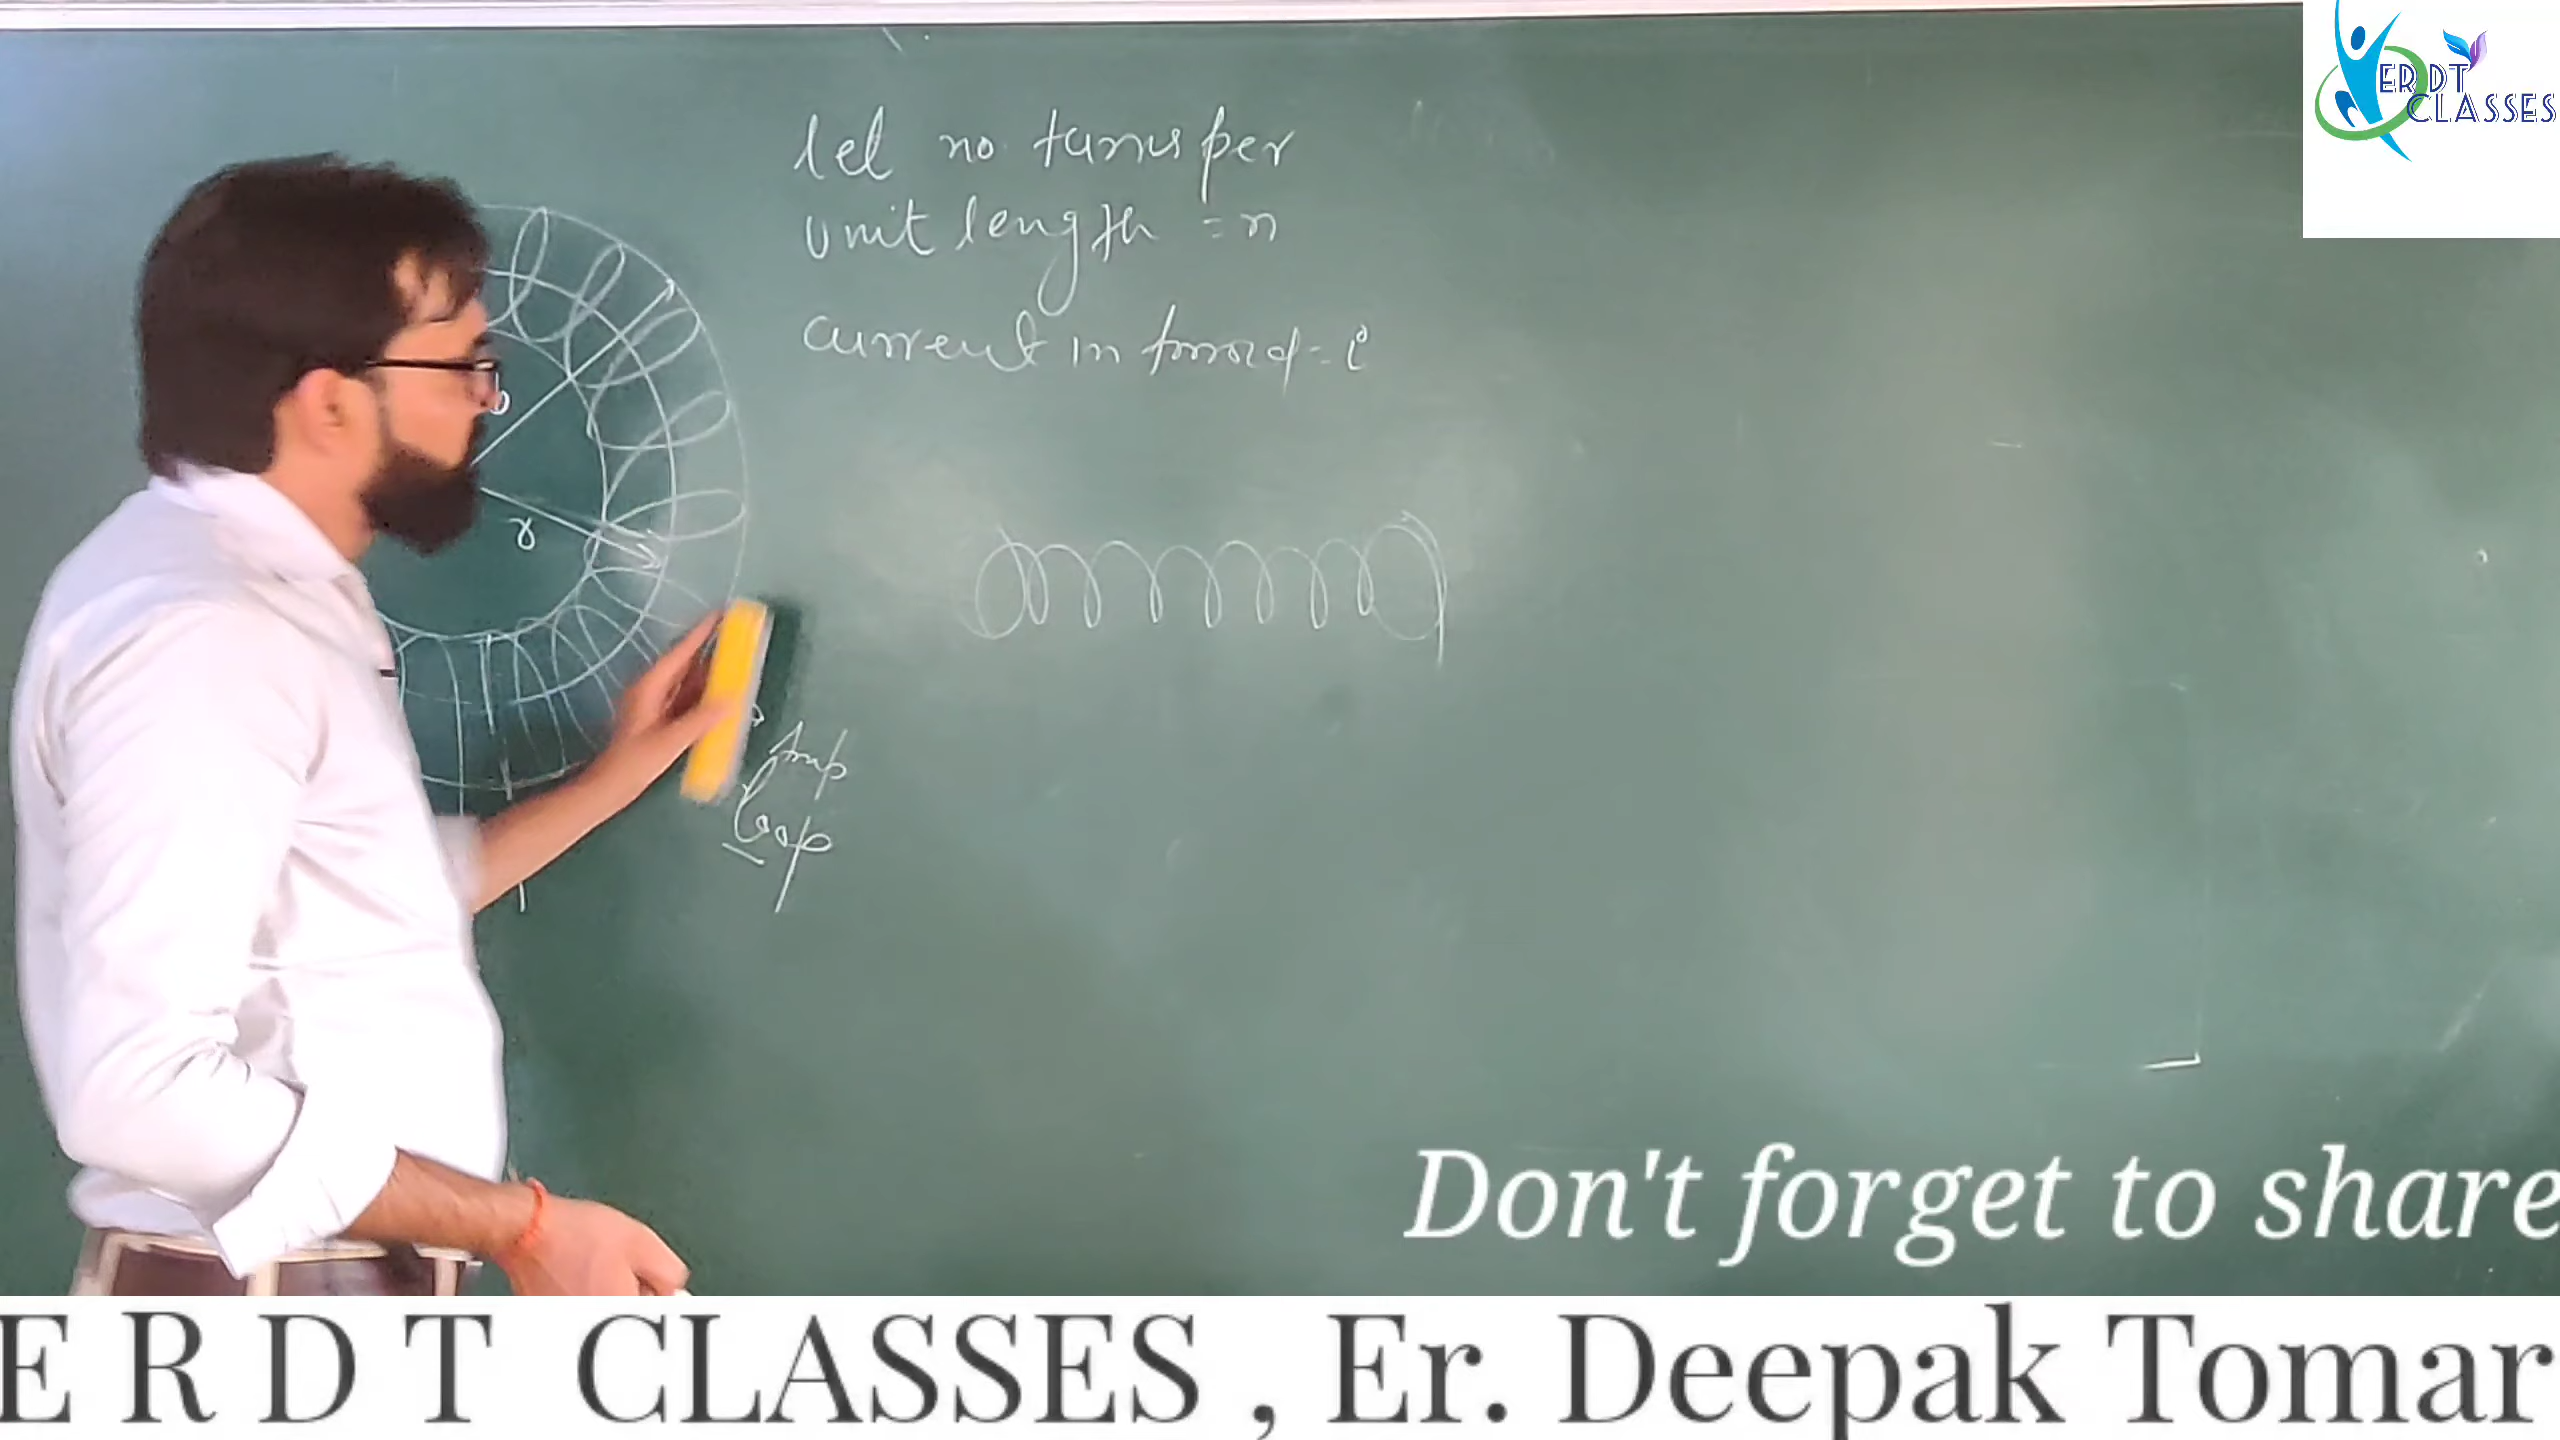 ERDT
CLASSES
let no. turns per
unit length = n
current in = i
r
Amp
Loop
Don't forget to share
E R D T CLASSES , Er. Deepak Tomar